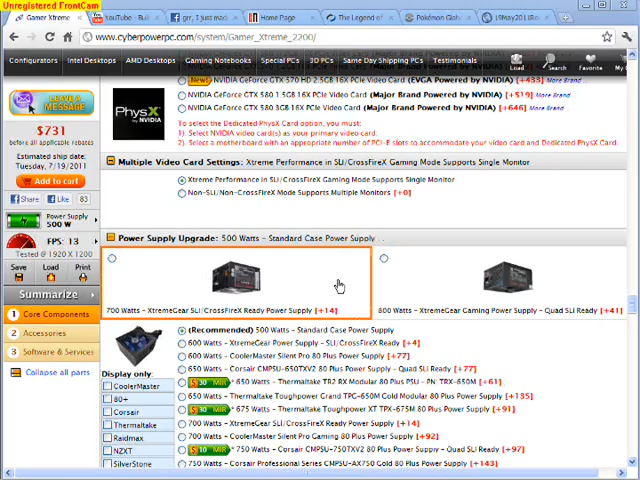 Unregistered FrontCam
Gamer Xtreme
YouTube - Buil
grr, I just made
Home Page
The Legend of
Pokémon Global
19May2011Ro
www.cyberpowerpc.com/system/Gamer_Xtreme_2200/
Configurators Intel Desktops AMD Desktops Gaming Notebooks 3D PCs Same Day Shipping PCs Testimonials
Load Search Favorite My
LEAVE A MESSAGE
$731
before all applicable rebates
Estimated ship date:
Tuesday, 7/19/2011
Add to cart
Share Like 83
Power Supply
500 W
FPS: 13
Tested @ 1920 X 1200
Save Load Print
Summarize
1 Core Components
2 Accessories
3 Software & Services
Collapse all parts
PhysX
by NVIDIA
New! NVIDIA GeForce GTX 570 HD 2.5GB 16X PCIe Video Card (EVGA Powered by NVIDIA) [+433] More Brand
NVIDIA GeForce GTX 580 1.5GB 16X PCIe Video Card (Major Brand Powered by NVIDIA) [+519] More Brand
NVIDIA GeForce GTX 580 3GB 16X PCIe Video Card (Major Brand Powered by NVIDIA) [+646] More Brand
To select the Dedicated PhysX Card option, you must:
1) Select NVIDIA video card(s) as your primary video card.
2) Select a motherboard with an appropriate number of PCI-E slots to accommodate your video card and Dedicated PhysX Card.
Multiple Video Card Settings: Xtreme Performance in SLI/CrossFireX Gaming Mode Supports Single Monitor
Xtreme Performance in SLI/CrossFireX Gaming Mode Supports Single Monitor
Non-SLI/Non-CrossFireX Mode Supports Multiple Monitors [+0]
Power Supply Upgrade: 500 Watts - Standard Case Power Supply ..
700 Watts - XtremeGear SLI/CrossFireX Ready Power Supply [+14]
800 Watts - XtremeGear Gaming Power Supply - Quad SLI Ready [+41]
Display only:
CoolerMaster
80+
Corsair
Thermaltake
Raidmax
NZXT
SilverStone
(Recommended) 500 Watts - Standard Case Power Supply
600 Watts - XtremeGear Power Supply - SLI/CrossFireX Ready [+4]
600 Watts - CoolerMaster Silent Pro 80 Plus Power Supply [+77]
650 Watts - Corsair CMPSU-650TXV2 80 Plus Power Supply - Quad SLI Ready [+77]
$30 MIR * 650 Watts - Thermaltake TR2 RX Modular 80 Plus PSU - PN: TRX-650M [+61]
650 Watts - Thermaltake Toughpower Grand TPG-650M Gold Modular 80 Plus Power Supply [+135]
$30 MIR * 675 Watts - Thermaltake Toughpower XT TPX-675M 80 Plus Power Supply [+91]
700 Watts - XtremeGear SLI/CrossFireX Ready Power Supply [+14]
700 Watts - CoolerMaster Silent Pro Gaming 80 Plus Power Supply [+92]
$10 MIR * 750 Watts - Corsair CMPSU-750TXV2 80 Plus Power Supply - Quad SLI Ready [+97]
750 Watts - Corsair Professional Series CMPSU-AX750 Gold 80 Plus Power Supply [+143]